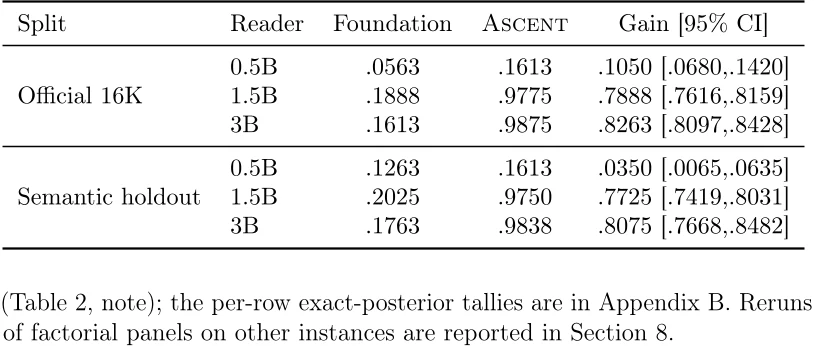 Split Reader Foundation ASCENT Gain [95% CI]
0.5B .0563 .1613 .1050 [.0680,.1420]
Official 16K 1.5B .1888 .9775 .7888 [.7616,.8159]
3B .1613 .9875 .8263 [.8097,.8428]
0.5B .1263 .1613 .0350 [.0065,.0635]
Semantic holdout 1.5B .2025 .9750 .7725 [.7419,.8031]
3B .1763 .9838 .8075 [.7668,.8482]
(Table 2, note); the per-row exact-posterior tallies are in Appendix B. Reruns
of factorial panels on other instances are reported in Section 8.